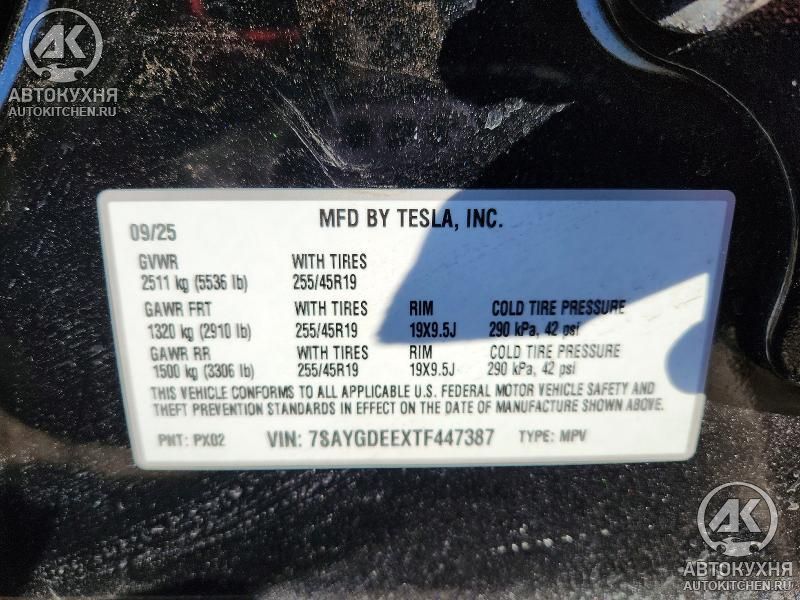 AK
АВТОКУХНЯ
AUTOKITCHEN.RU
09/25
MFD BY TESLA, INC.
GVWR WITH TIRES
2511 kg (5536 lb) 255/45R19
GAWR FRT WITH TIRES RIM COLD TIRE PRESSURE
1320 kg (2910 lb) 255/45R19 19X9.5J 290 kPa, 42 psi
GAWR RR WITH TIRES RIM COLD TIRE PRESSURE
1500 kg (3306 lb) 255/45R19 19X9.5J 290 kPa, 42 psi
THIS VEHICLE CONFORMS TO ALL APPLICABLE U.S. FEDERAL MOTOR VEHICLE SAFETY AND
THEFT PREVENTION STANDARDS IN EFFECT ON THE DATE OF MANUFACTURE SHOWN ABOVE.
PNT: PX02 VIN: 7SAYGDEEXTF447387 TYPE: MPV
AK
АВТОКУХНЯ
AUTOKITCHEN.RU